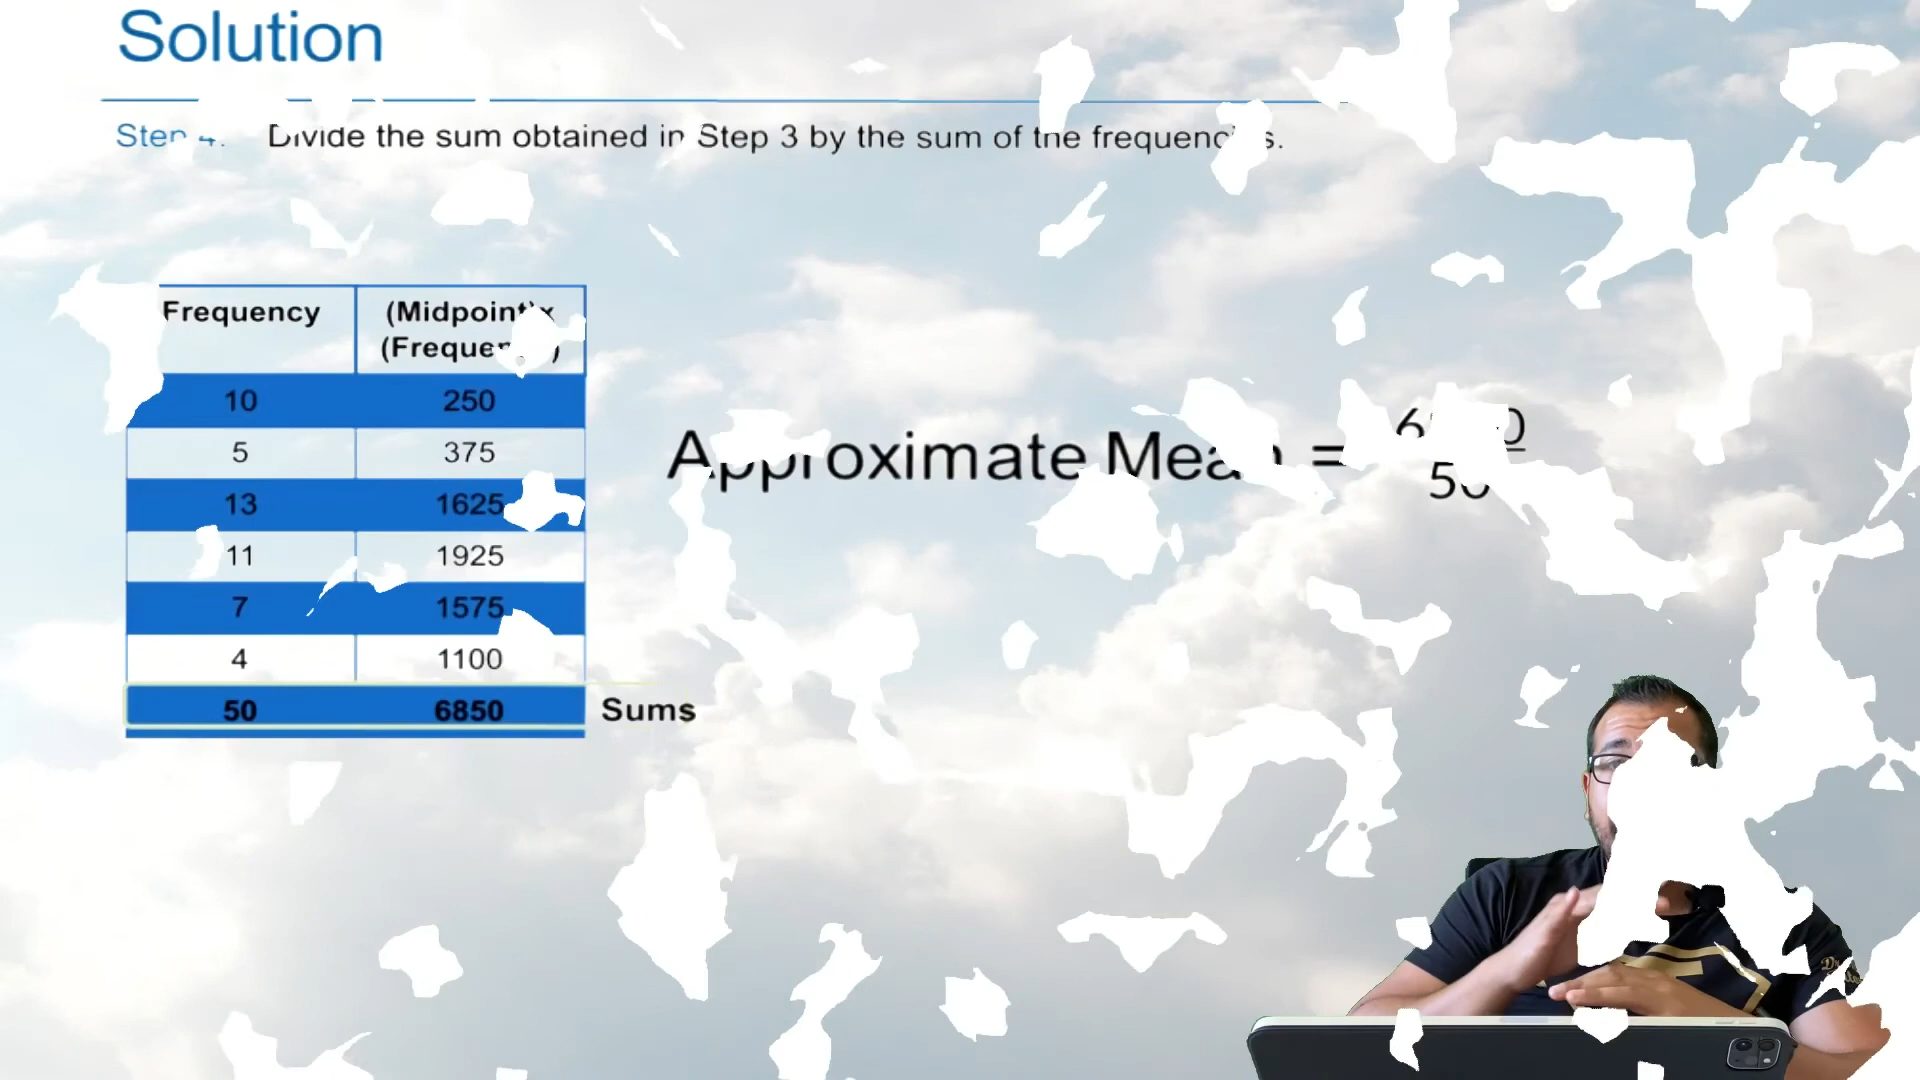 Solution
Step 4. Divide the sum obtained in Step 3 by the sum of the frequencies.
Frequency (Midpoint)x
(Frequency)
10 250
5 375
13 1625
11 1925
7 1575
4 1100
50 6850 Sums
Approximate Mean = 6850
50